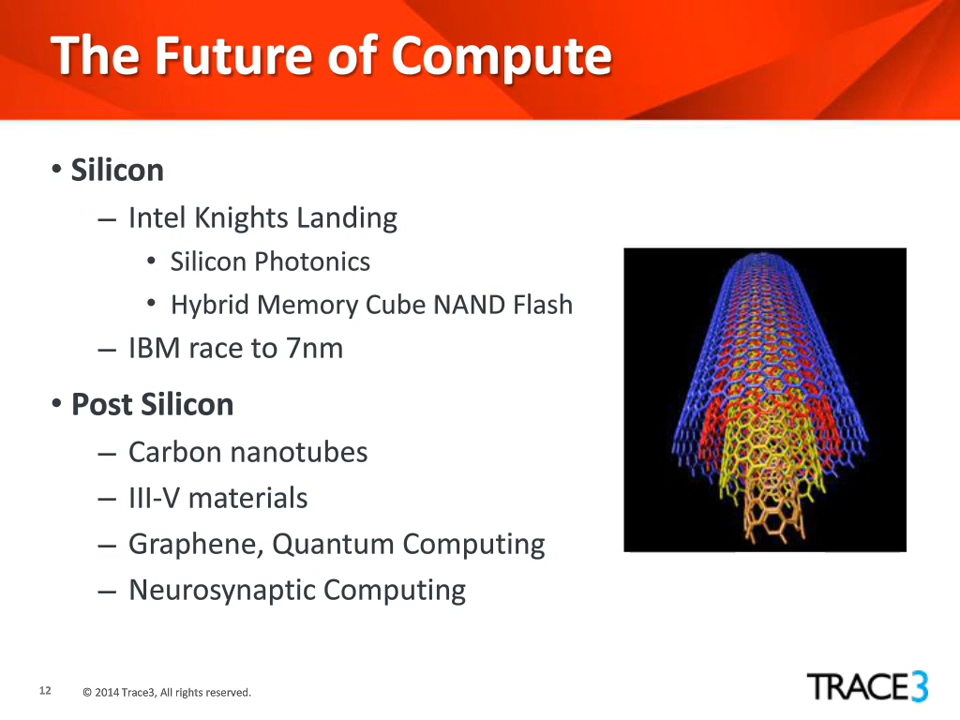 The Future of Compute
• Silicon
– Intel Knights Landing
• Silicon Photonics
• Hybrid Memory Cube NAND Flash
– IBM race to 7nm
• Post Silicon
– Carbon nanotubes
– III-V materials
– Graphene, Quantum Computing
– Neurosynaptic Computing
12 © 2014 Trace3, All rights reserved.
TRACE3